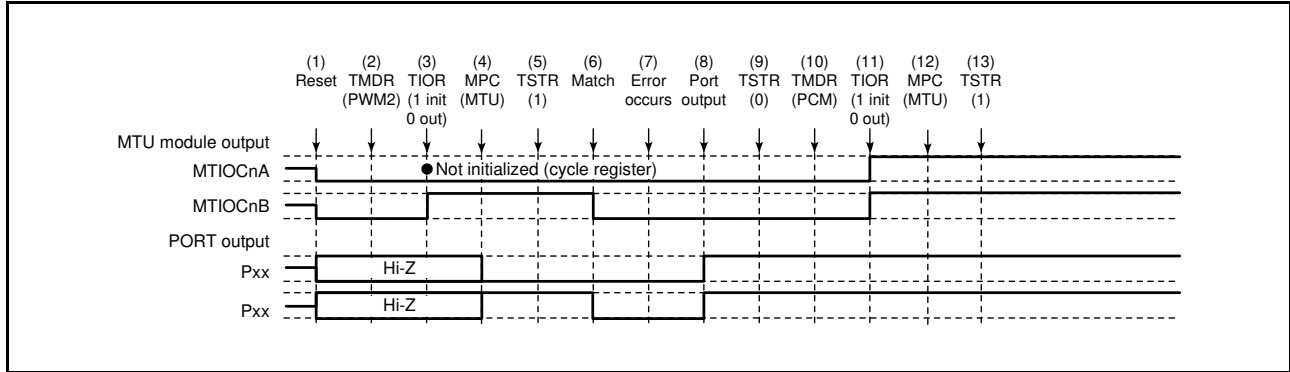 (1) (2) (3) (4) (5) (6) (7) (8) (9) (10) (11) (12) (13)
Reset TMDR TIOR MPC TSTR Match Error Port TSTR TMDR TIOR MPC TSTR
(PWM2) (1 init (MTU) (1) occurs output (0) (PCM) (1 init (MTU) (1)
0 out) 0 out)
MTU module output
MTIOCnA Not initialized (cycle register)
MTIOCnB
PORT output
Pxx Hi-Z
Pxx Hi-Z